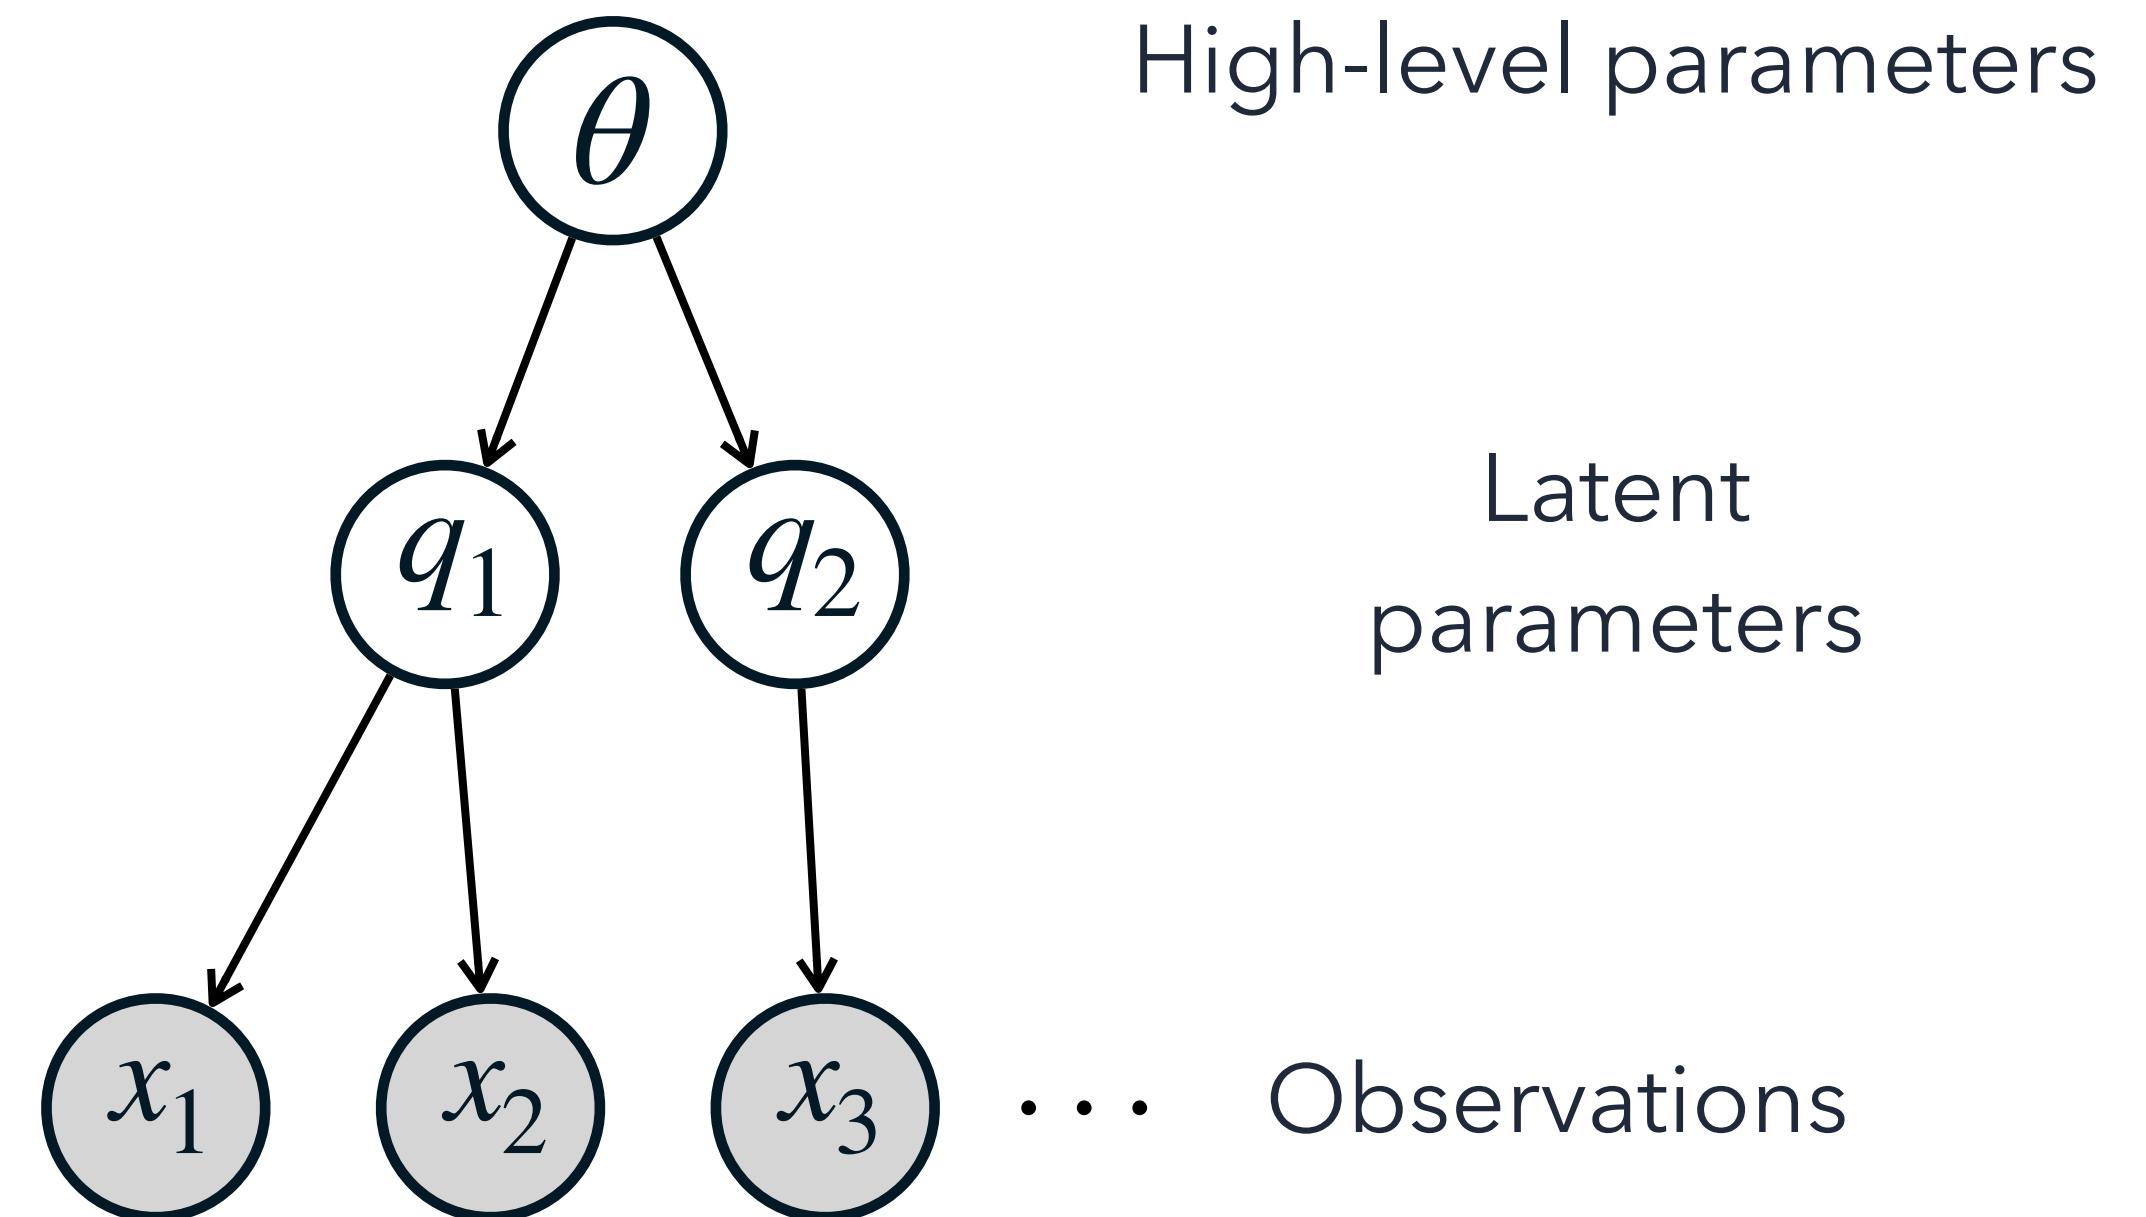 θ High-level parameters
q₁ q₂ Latent
parameters
x₁ x₂ x₃ ··· Observations